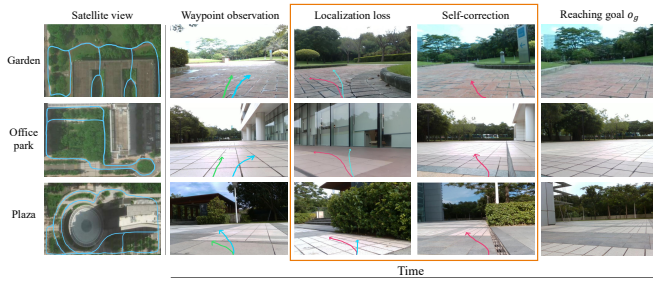 Satellite view Waypoint observation Localization loss Self-correction Reaching goal o_g
Garden
Office
park
Plaza
Time